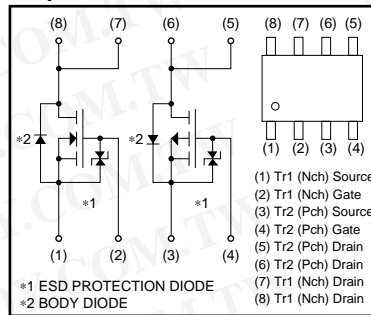 (8) (7) (6) (5)
(8) (7) (6) (5)
∗2 ∗2
∗1 ∗1
(1) (2) (3) (4)
(1) (2) (3) (4)
(1) Tr1 (Nch) Source
(2) Tr1 (Nch) Gate
(3) Tr2 (Pch) Source
(4) Tr2 (Pch) Gate
(5) Tr2 (Pch) Drain
(6) Tr2 (Pch) Drain
(7) Tr1 (Nch) Drain
(8) Tr1 (Nch) Drain
∗1 ESD PROTECTION DIODE
∗2 BODY DIODE
.COM.TW